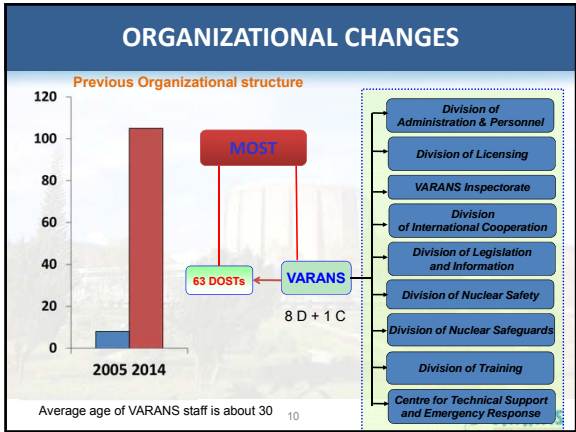 ORGANIZATIONAL CHANGES
Previous Organizational structure
120
100
80
60
40
20
0
2005 2014
MOST
63 DOSTs
VARANS
8 D + 1 C
Division of
Administration & Personnel
Division of Licensing
VARANS Inspectorate
Division
of International Cooperation
Division of Legislation
and Information
Division of Nuclear Safety
Division of Nuclear Safeguards
Division of Training
Centre for Technical Support
and Emergency Response
Average age of VARANS staff is about 30
10